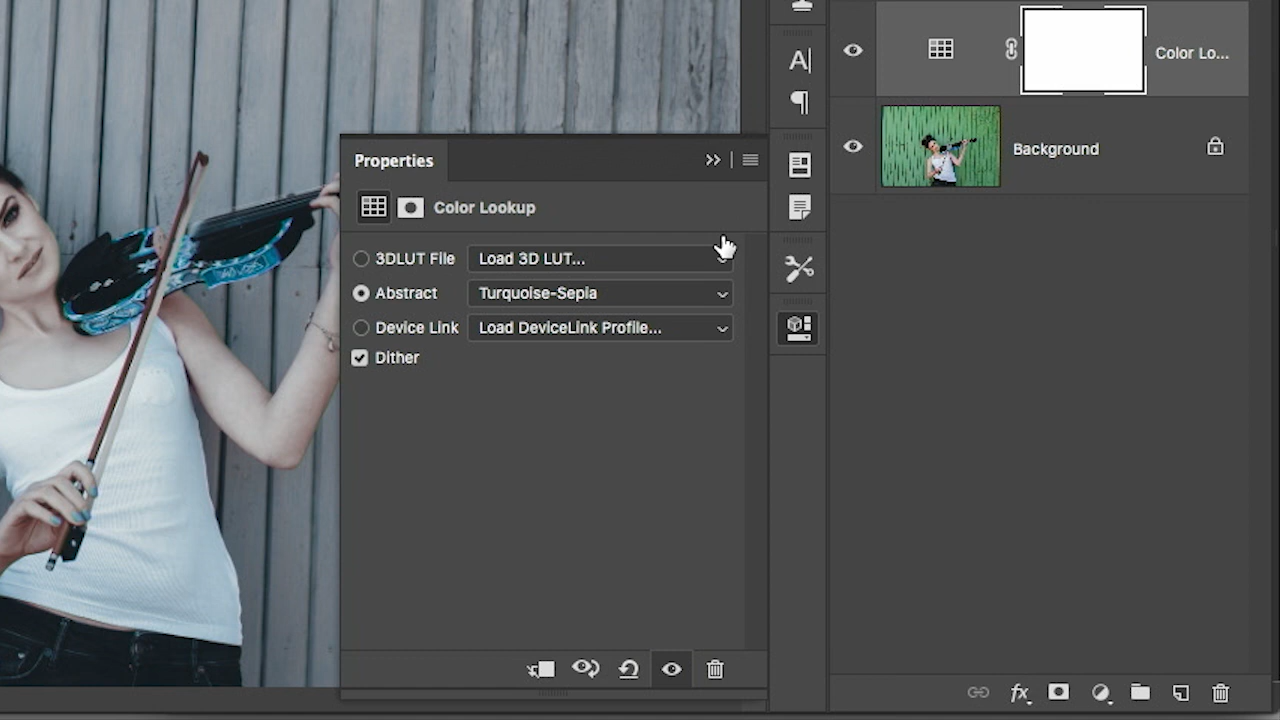 Color Lo...
Background
Properties
Color Lookup
3DLUT File Load 3D LUT...
Abstract Turquoise-Sepia
Device Link Load DeviceLink Profile...
Dither
fx